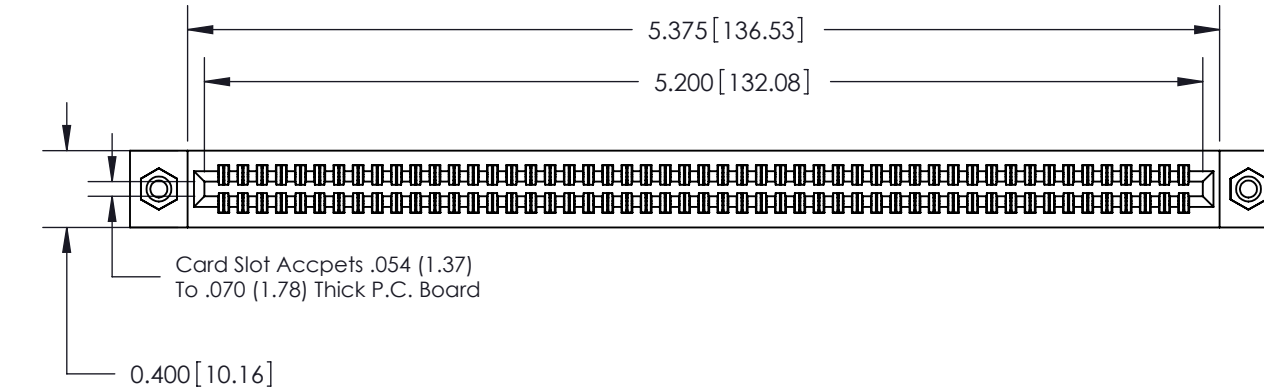 5.375[136.53]
5.200[132.08]
Card Slot Accpets .054 (1.37)
To .070 (1.78) Thick P.C. Board
0.400[10.16]